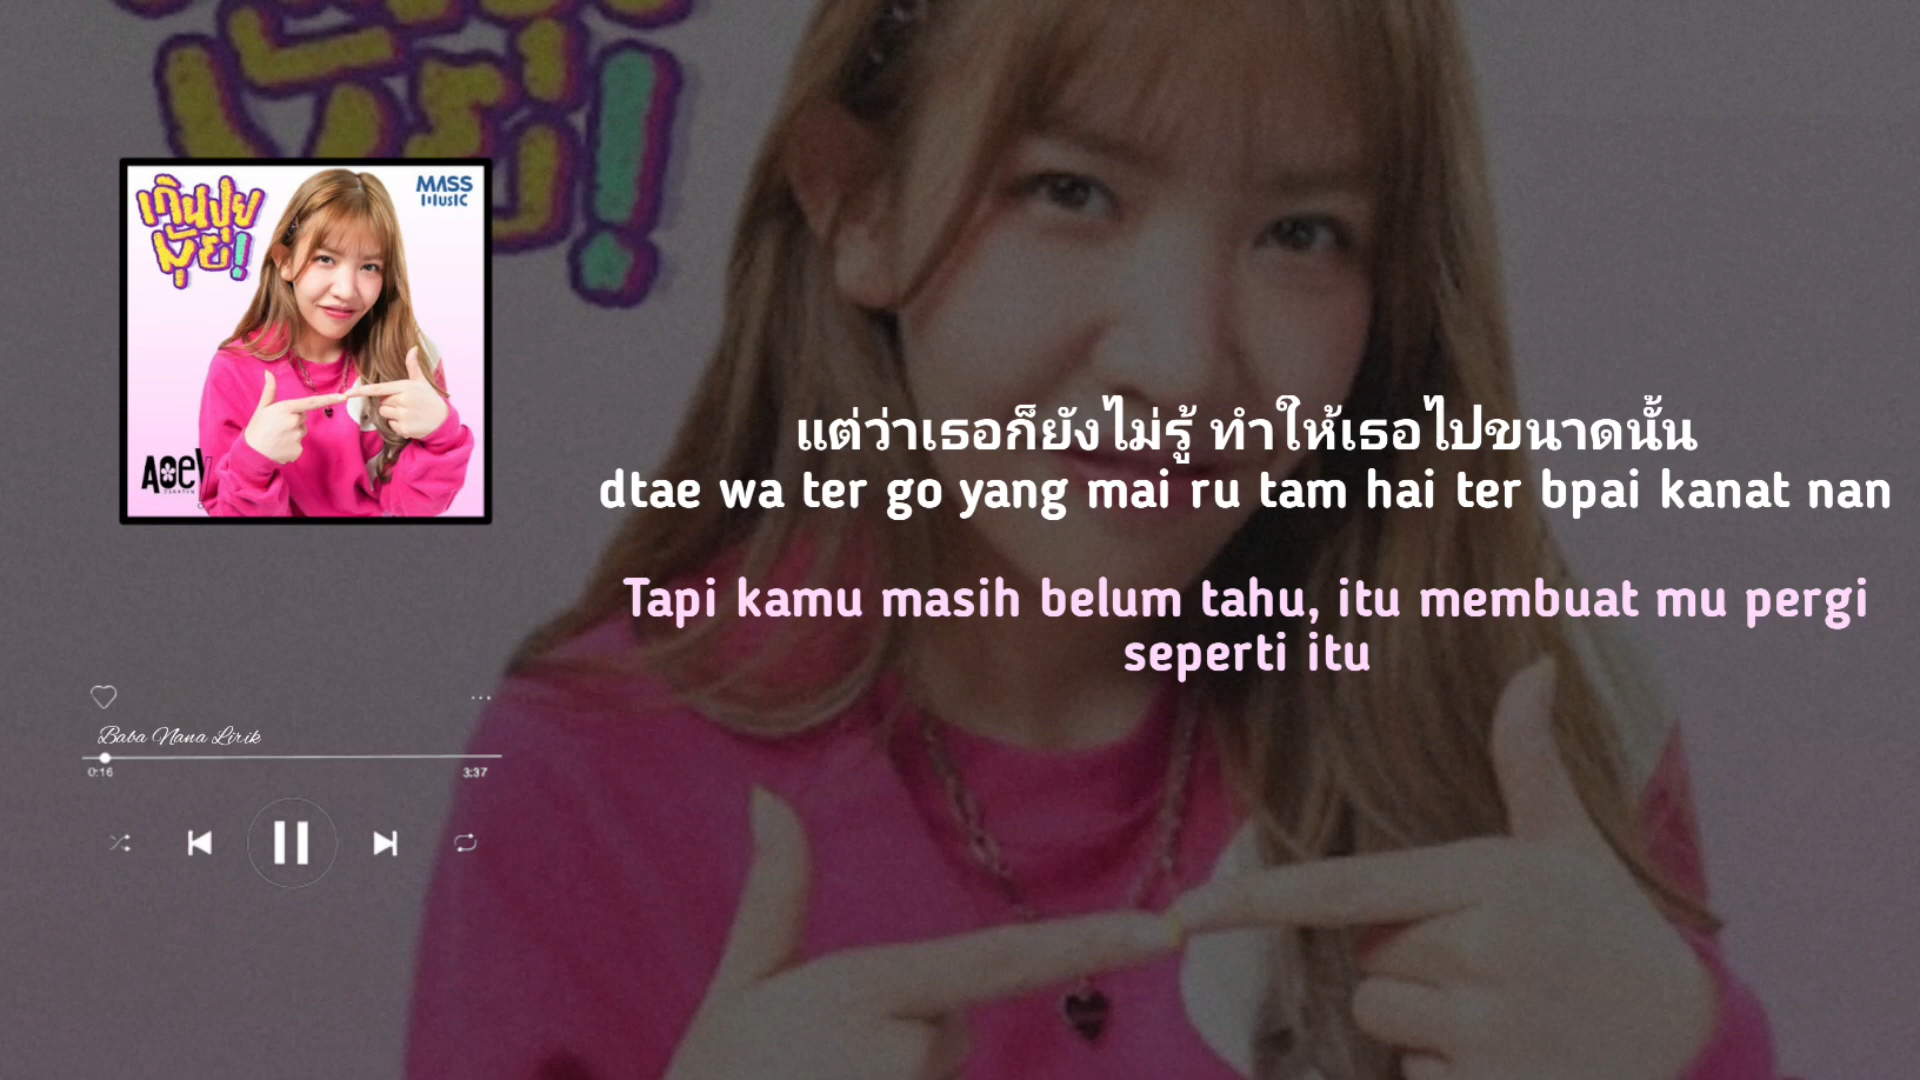 เกินปุย
มุ้ย!
MASS
MUSIC
AOEY
แต่ว่าเธอก็ยังไม่รู้ ทำให้เธอไปขนาดนั้น
dtae wa ter go yang mai ru tam hai ter bpai kanat nan
Tapi kamu masih belum tahu, itu membuat mu pergi
seperti itu
Baba Nana Lirik
0:16
3:37